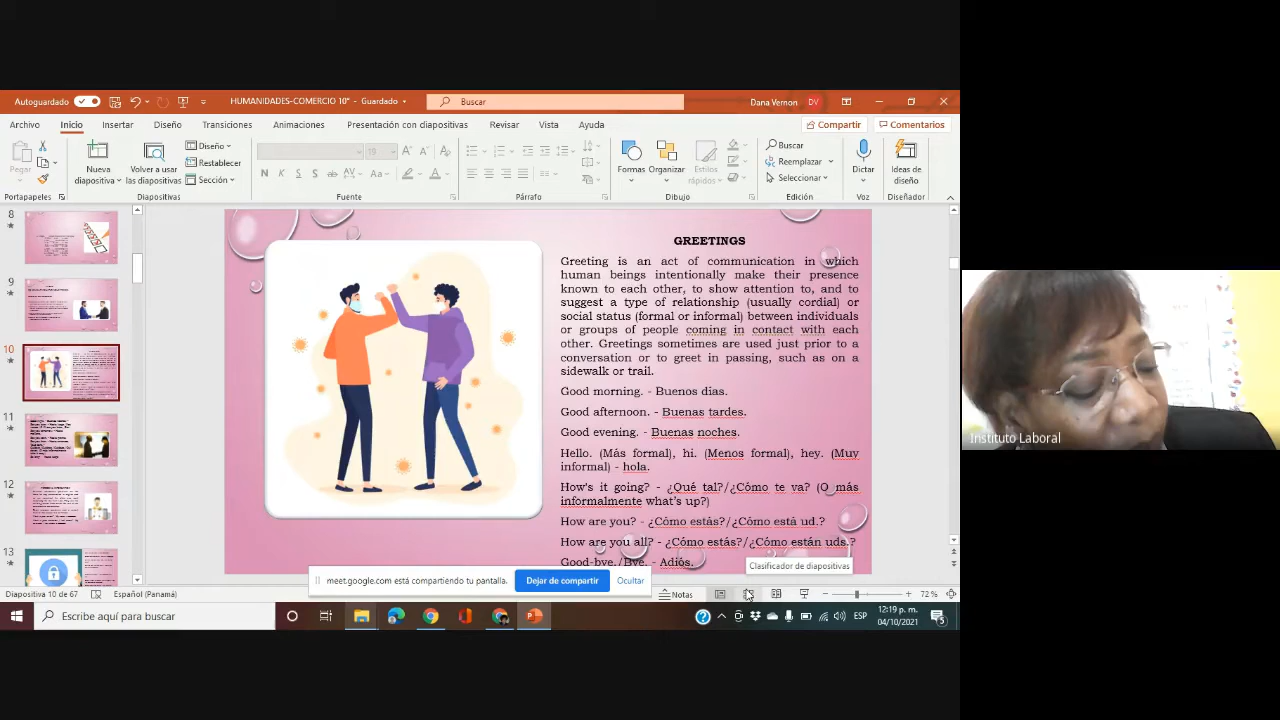 Autoguardado
HUMANIDADES-COMERCIO 10° - Guardado
Buscar
Dana Vernon
DV
Archivo Inicio Insertar Diseño Transiciones Animaciones Presentación con diapositivas Revisar Vista Ayuda
Compartir
Comentarios
Pegar
Nueva
diapositiva
Volver a usar
las diapositivas
Diseño
Restablecer
Sección
Formas
Organizar
Estilos
rápidos
Buscar
Reemplazar
Seleccionar
Dictar
Ideas de
diseño
Portapapeles
Diapositivas
Fuente
Párrafo
Dibujo
Edición
Voz
Diseñador
8
9
10
11
12
13
GREETINGS
Greeting is an act of communication in which
human beings intentionally make their presence
known to each other, to show attention to, and to
suggest a type of relationship (usually cordial) or
social status (formal or informal) between individuals
or groups of people coming in contact with each
other. Greetings sometimes are used just prior to a
conversation or to greet in passing, such as on a
sidewalk or trail.
Good morning. - Buenos días.
Good afternoon. - Buenas tardes.
Good evening. - Buenas noches.
Hello. (Más formal), hi. (Menos formal), hey. (Muy
informal) - hola.
How's it going? - ¿Qué tal?/¿Cómo te va? (O más
informalmente what's up?)
How are you? - ¿Cómo estás?/¿Cómo está ud.?
How are you all? - ¿Cómo estás?/¿Cómo están uds.?
Good-bye./Bye. - Adiós.
Clasificador de diapositivas
meet.google.com está compartiendo tu pantalla.
Dejar de compartir
Ocultar
Diapositiva 10 de 67
Español (Panamá)
Notas
72 %
Escribe aquí para buscar
ESP
12:19 p. m.
04/10/2021
5
Instituto Laboral